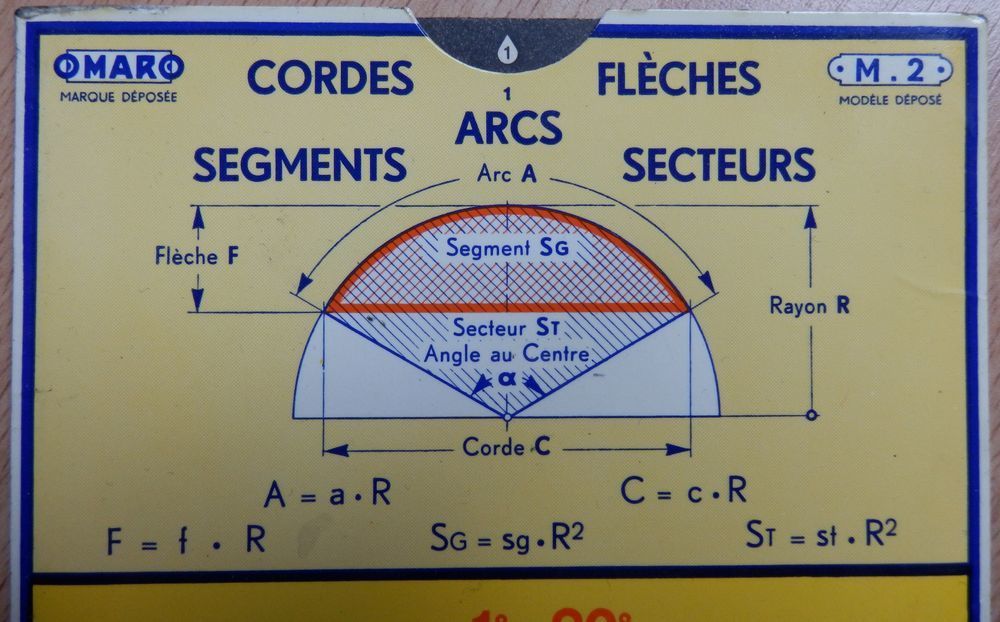 1
OMARO
MARQUE DÉPOSÉE
CORDES
1
FLÈCHES
M.2
MODÈLE DÉPOSÉ
ARCS
SEGMENTS
SECTEURS
Arc A
Flèche F
Segment SG
Rayon R
Secteur ST
Angle au Centre
α
Corde C
A = a . R
C = c . R
F = f . R
SG = sg . R²
ST = st . R²